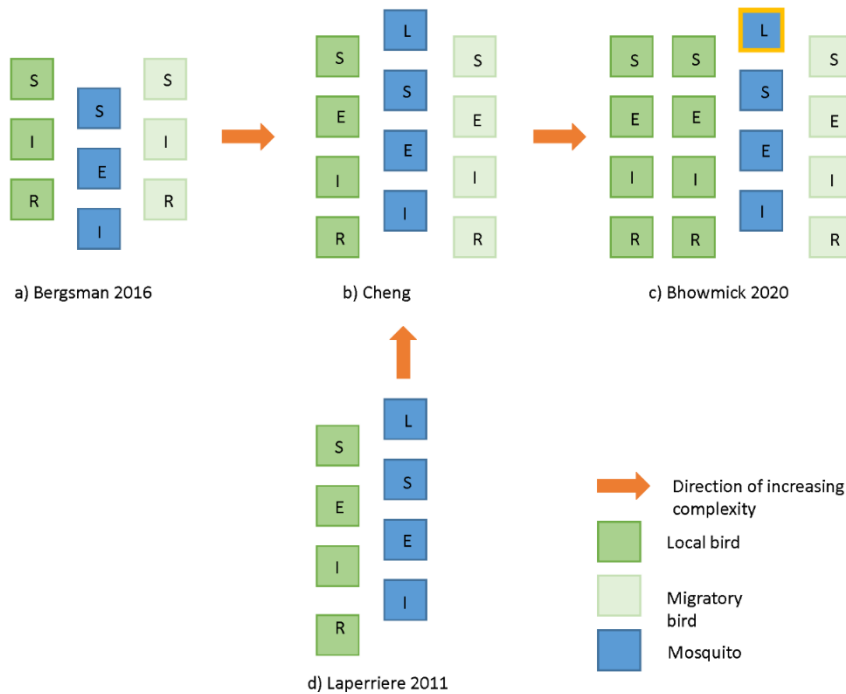 S
I
R
S
E
I
S
I
R
a) Bergsman 2016
S
E
I
R
L
S
E
I
S
E
I
R
b) Cheng
S
E
I
R
S
E
I
R
L
S
E
I
S
E
I
R
c) Bhowmick 2020
S
E
I
R
L
S
E
I
d) Laperriere 2011
Direction of increasing
complexity
Local bird
Migratory
bird
Mosquito